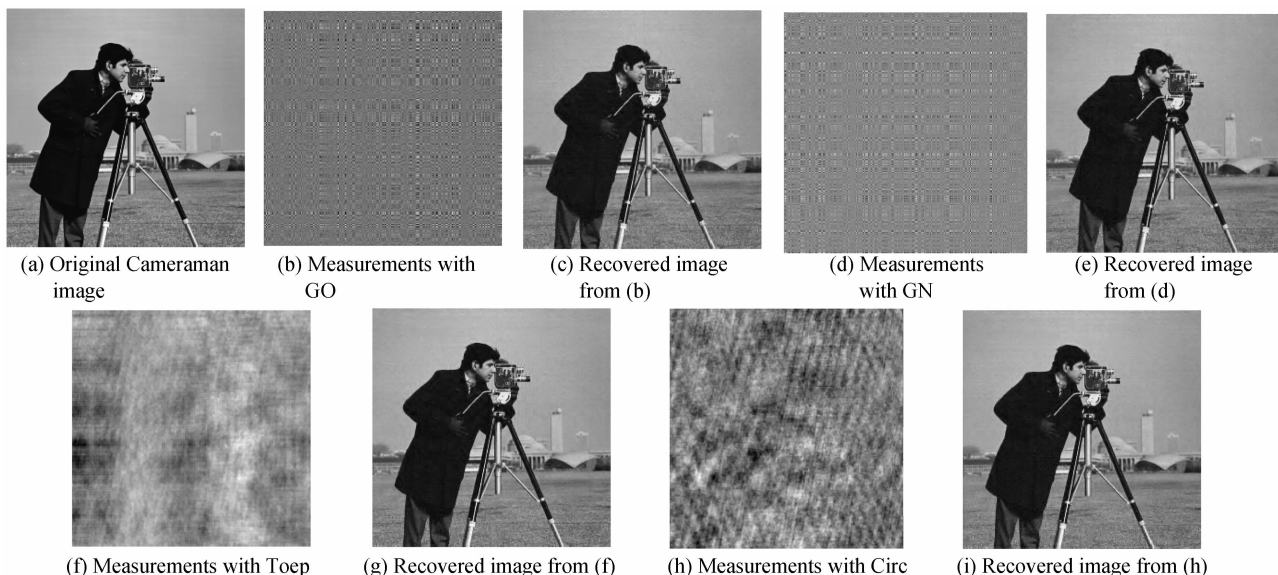 (a) Original Cameraman
image
(b) Measurements with
GO
(c) Recovered image
from (b)
(d) Measurements
with GN
(e) Recovered image
from (d)
(f) Measurements with Toep
(g) Recovered image from (f)
(h) Measurements with Circ
(i) Recovered image from (h)